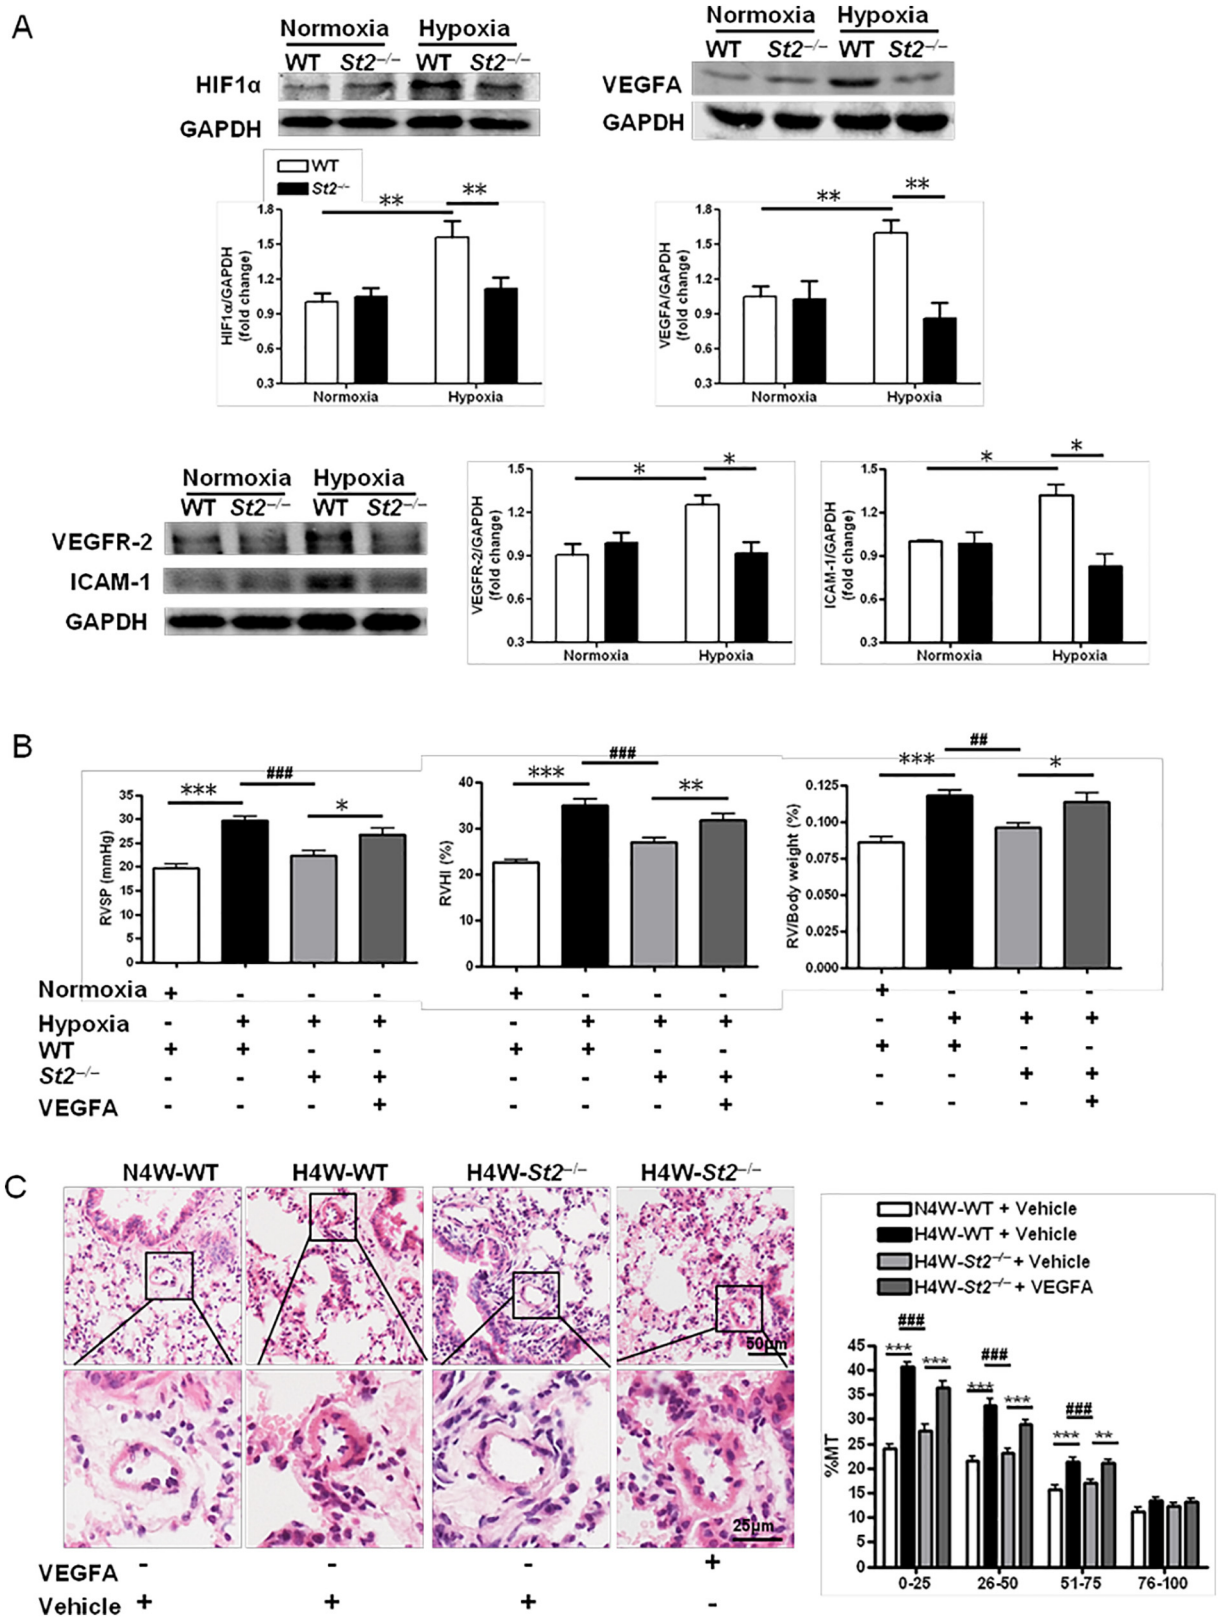 A
Normoxia Hypoxia
WT St2–/– WT St2–/–
HIF1α
GAPDH
Normoxia Hypoxia
WT St2–/– WT St2–/–
VEGFA
GAPDH
WT
St2–/–
** **
1.8
1.5
1.2
0.9
0.6
0.3
HIF1α/GAPDH
(fold change)
Normoxia Hypoxia
** **
1.8
1.5
1.2
0.9
0.6
0.3
VEGFA/GAPDH
(fold change)
Normoxia Hypoxia
Normoxia Hypoxia
WT St2–/– WT St2–/–
VEGFR-2
ICAM-1
GAPDH
* *
1.5
1.2
0.9
0.6
0.3
VEGFR-2/GAPDH
(fold change)
Normoxia Hypoxia
* *
1.5
1.2
0.9
0.6
0.3
ICAM-1/GAPDH
(fold change)
Normoxia Hypoxia
B
*** ### *
35
30
25
20
15
10
5
0
RVSP (mmHg)
*** ### **
40
30
20
10
0
RVHI (%)
*** ## *
0.125
0.100
0.075
0.050
0.025
0.000
RV/Body weight (%)
Normoxia + - - - + - - - + - - -
Hypoxia - + + + - + + + - + + +
WT + + - - + + - - + + - -
St2–/– - - + + - - + + - - + +
VEGFA - - - + - - - + - - - +
C
N4W-WT H4W-WT H4W-St2–/– H4W-St2–/–
50μm
25μm
VEGFA - - - +
Vehicle + + + -
N4W-WT + Vehicle
H4W-WT + Vehicle
H4W-St2–/– + Vehicle
H4W-St2–/– + VEGFA
### *** ***
### *** ***
### *** **
45
40
35
30
25
20
15
10
5
0
%MT
0-25 26-50 51-75 76-100